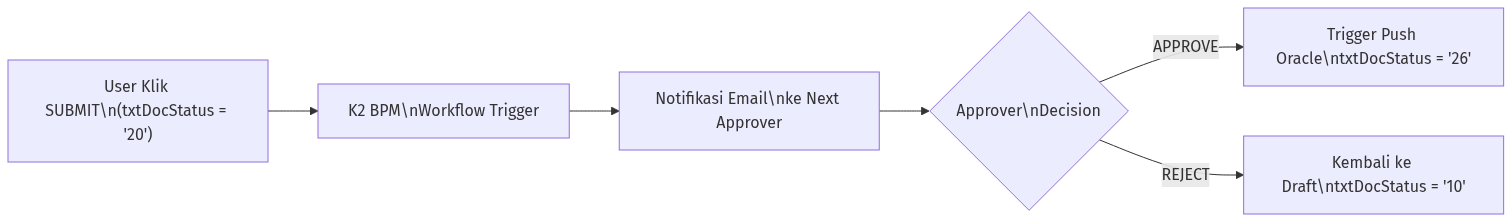 User Klik
SUBMIT\n(txtDocStatus =
'20')
K2 BPM\nWorkflow Trigger
Notifikasi Email\nke Next
Approver
Approver\nDecision
APPROVE
Trigger Push
Oracle\ntxtDocStatus = '26'
REJECT
Kembali ke
Draft\ntxtDocStatus = '10'